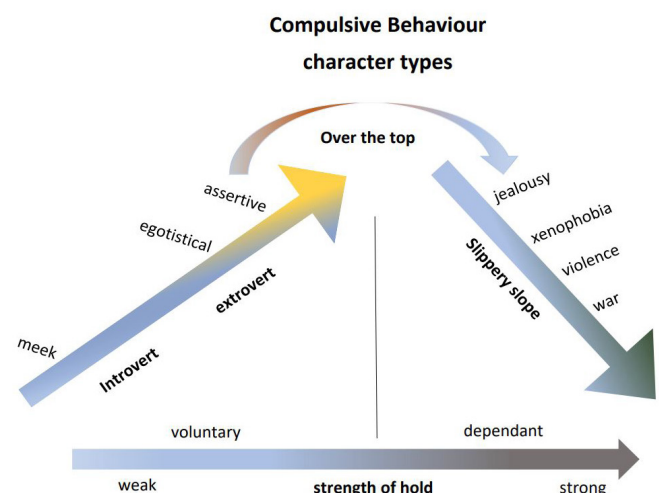 Compulsive Behaviour
character types
Over the top
assertive
egotistical
meek
Introvert
extrovert
jealousy
xenophobia
violence
war
Slippery slope
voluntary
dependant
weak
strength of hold
strong